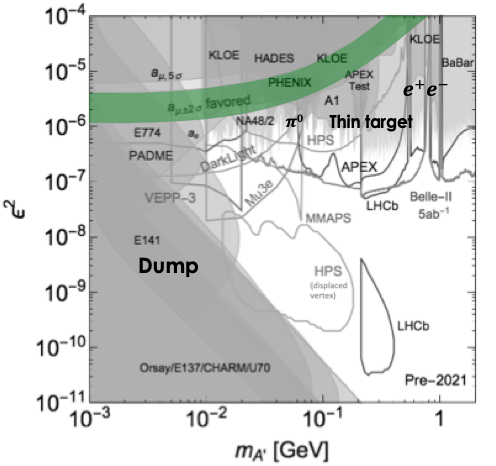 10⁻⁴
KLOE
HADES
KLOE
KLOE
BaBar
10⁻⁵
aμ,5σ
PHENIX
APEX
Test
e⁺e⁻
aμ,±2σ favored
A1
10⁻⁶
E774
ae
NA48/2
π⁰
Thin target
HPS
PADME
DarkLight
APEX
10⁻⁷
VEPP−3
Mu3e
LHCb
Belle−II
5ab⁻¹
MMAPS
ϵ²
10⁻⁸
E141
Dump
HPS
(displaced
vertex)
10⁻⁹
LHCb
10⁻¹⁰
Orsay/E137/CHARM/U70
Pre−2021
10⁻¹¹
10⁻³
10⁻²
10⁻¹
1
mA' [GeV]